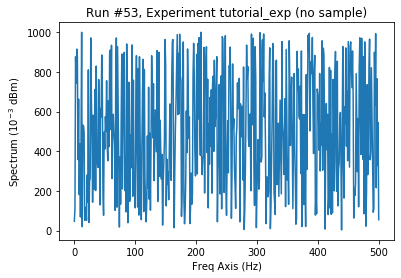 Run #53, Experiment tutorial_exp (no sample)
1000
800
600
400
200
0
Spectrum (10⁻³ dBm)
0 100 200 300 400 500
Freq Axis (Hz)